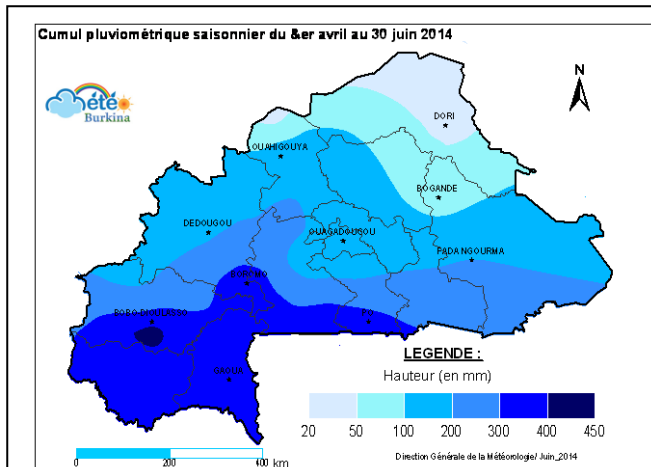 Cumul pluviométrique saisonnier du &er avril au 30 juin 2014
N
Météo
Burkina
DORI
OUAHIGOUYA
BOGANDE
DEDOUGOU
OUAGADOUGOU
FADA NGOURMA
BOROMO
BOBO-DIOULASSO
PO
GAOUA
LEGENDE :
Hauteur (en mm)
20 50 100 200 300 400 450
0 200 400 km
Direction Générale de la Météorologie/ Juin_2014